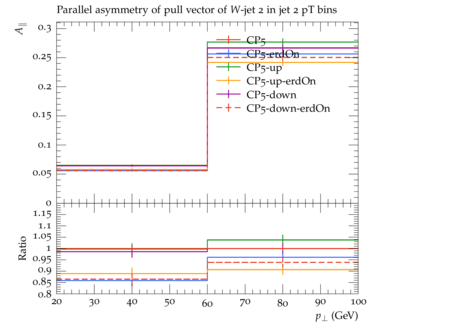 Parallel asymmetry of pull vector of W-jet 2 in jet 2 pT bins
A∥
0.3
0.25
0.2
0.15
0.1
0.05
0
CP5
CP5-erdOn
CP5-up
CP5-up-erdOn
CP5-down
CP5-down-erdOn
Ratio
1.15
1.1
1.05
1
0.95
0.9
0.85
0.8
20 30 40 50 60 70 80 90 100
p⊥ (GeV)